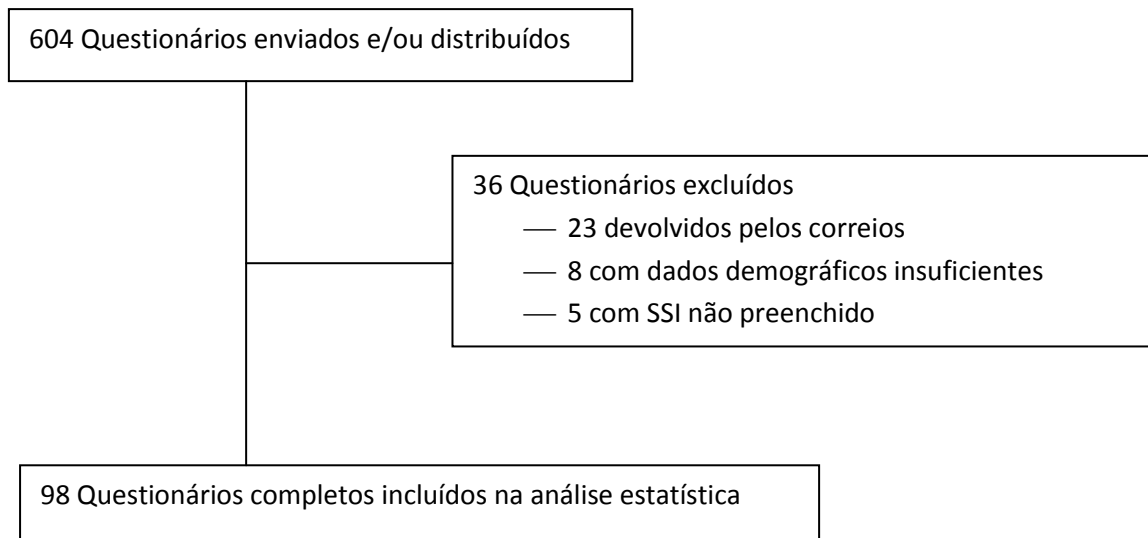 604 Questionários enviados e/ou distribuídos
36 Questionários excluídos
— 23 devolvidos pelos correios
— 8 com dados demográficos insuficientes
— 5 com SSI não preenchido
98 Questionários completos incluídos na análise estatística